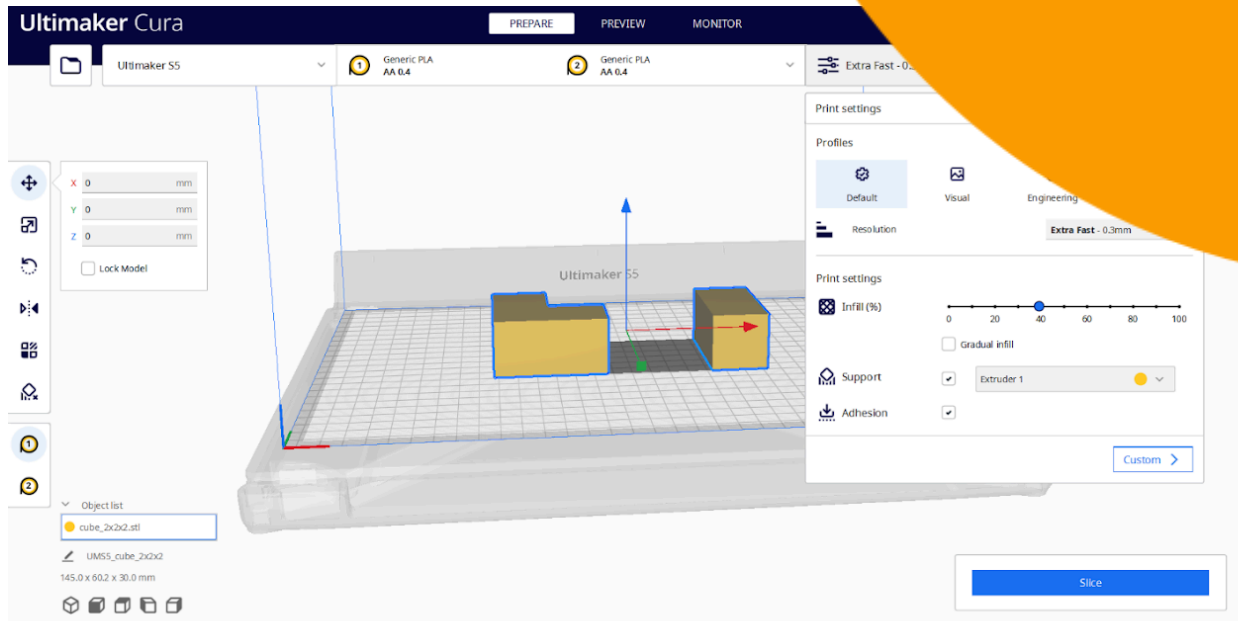 Ultimaker Cura
PREPARE
PREVIEW
MONITOR
Ultimaker S5
1
Generic PLA
AA 0.4
2
Generic PLA
AA 0.4
Extra Fast - 0.
Print settings
Profiles
Default
Visual
Engineering
Resolution
Extra Fast - 0.3mm
X 0 mm
Y 0 mm
Z 0 mm
Lock Model
Ultimaker S5
Print settings
Infill (%)
0 20 40 60 80 100
Gradual infill
Support
Extruder 1
Adhesion
Custom
1
2
Object list
cube_2x2x2.stl
UMS5_cube_2x2x2
145.0 x 60.2 x 30.0 mm
Slice